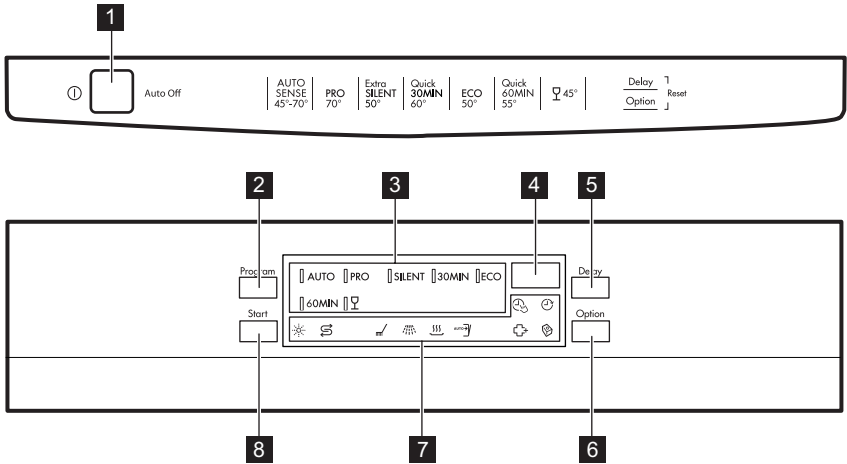 1
AUTO SENSE 45°-70°
PRO 70°
Extra SILENT 50°
Quick 30MIN 60°
ECO 50°
Quick 60MIN 55°
45°
Auto Off
Delay
Option
Reset
2
3
4
5
Program
Start
AUTO PRO SILENT 30MIN ECO
60MIN
auto
Delay
Option
8
7
6